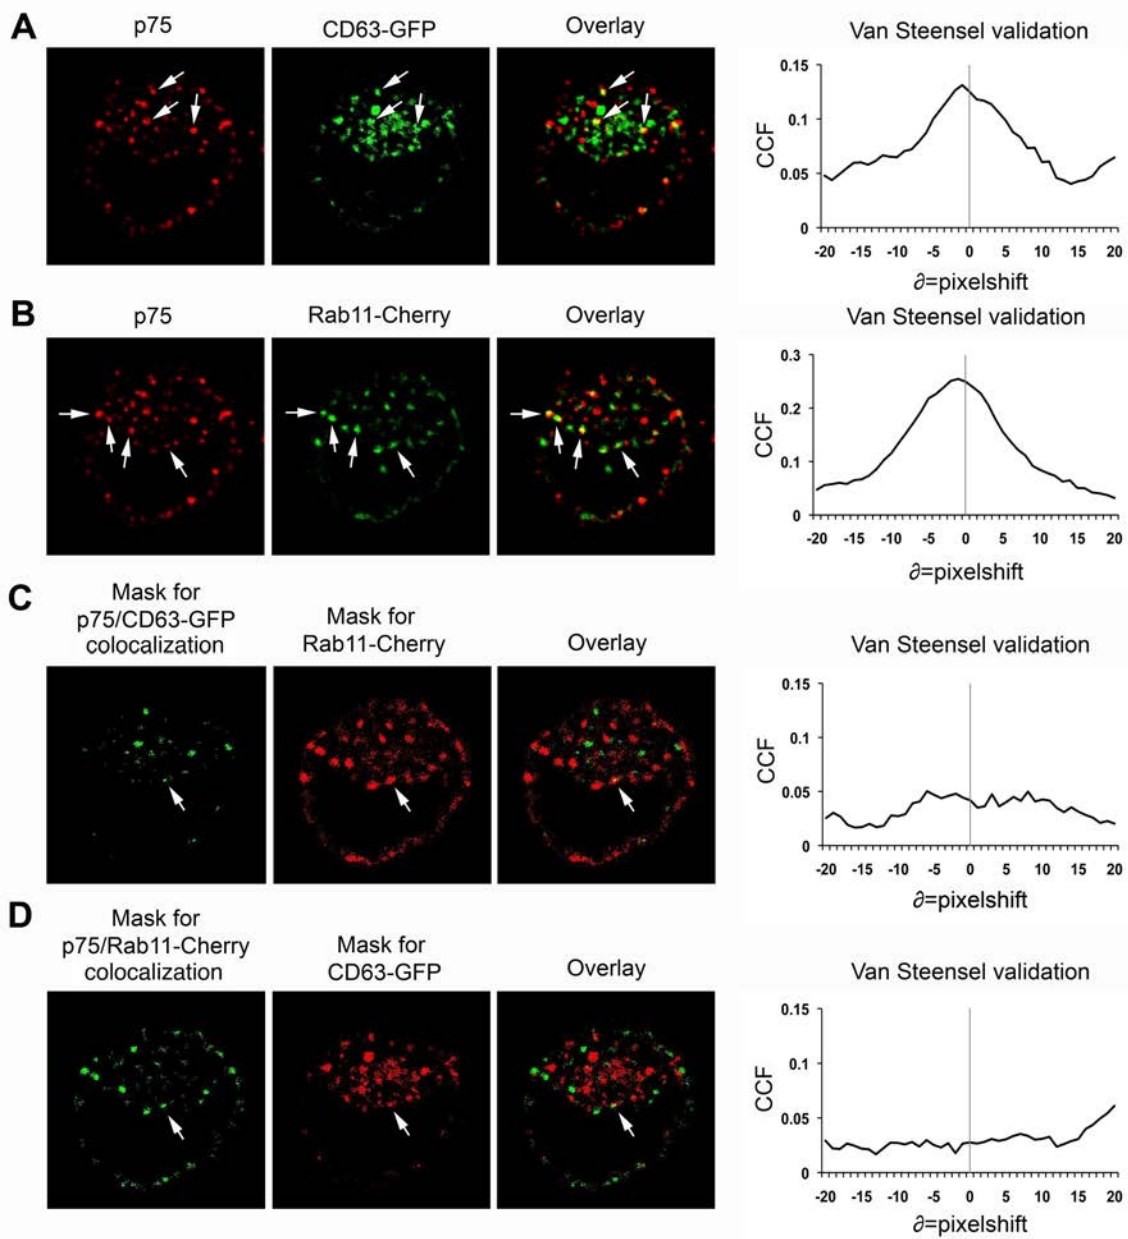 A
p75
CD63-GFP
Overlay
Van Steensel validation
0.15
0.1
0.05
0
CCF
-20 -15 -10 -5 0 5 10 15 20
∂=pixelshift
B
p75
Rab11-Cherry
Overlay
Van Steensel validation
0.3
0.2
0.1
0
CCF
-20 -15 -10 -5 0 5 10 15 20
∂=pixelshift
C
Mask for
p75/CD63-GFP
colocalization
Mask for
Rab11-Cherry
Overlay
Van Steensel validation
0.15
0.1
0.05
0
CCF
-20 -15 -10 -5 0 5 10 15 20
∂=pixelshift
D
Mask for
p75/Rab11-Cherry
colocalization
Mask for
CD63-GFP
Overlay
Van Steensel validation
0.15
0.1
0.05
0
CCF
-20 -15 -10 -5 0 5 10 15 20
∂=pixelshift